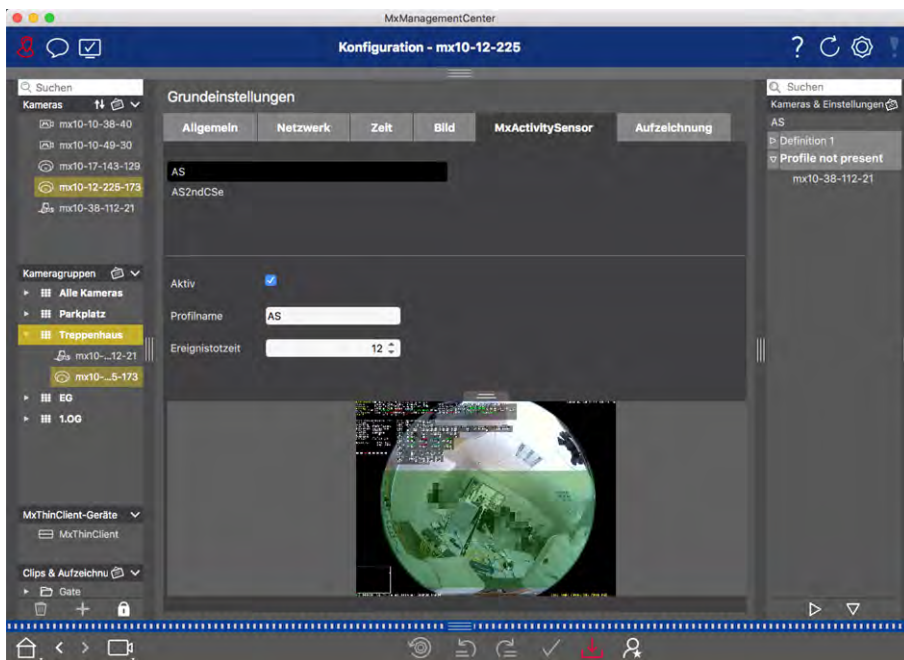 MxManagementCenter
Konfiguration - mx10-12-225
Suchen
Kameras
mx10-10-38-40
mx10-10-49-30
mx10-17-143-129
mx10-12-225-173
mx10-38-112-21
Kameragruppen
Alle Kameras
Parkplatz
Treppenhaus
mx10-...12-21
mx10-...5-173
EG
1.OG
MxThinClient-Geräte
MxThinClient
Clips & Aufzeichnu
Gate
Grundeinstellungen
Allgemein Netzwerk Zeit Bild MxActivitySensor Aufzeichnung
AS
AS2ndCSe
Aktiv
Profilname AS
Ereignistotzeit 12
Suchen
Kameras & Einstellungen
AS
Definition 1
Profile not present
mx10-38-112-21